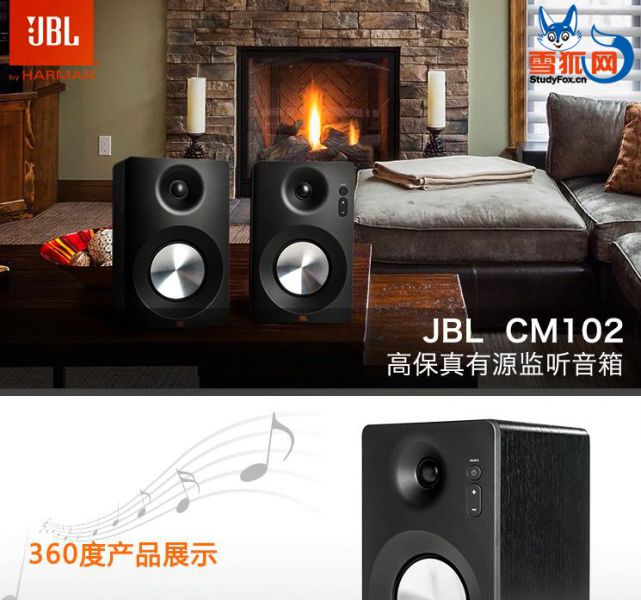 JBL
by HARMAN
雪狐网
StudyFox.cn
JBL CM102
高保真有源监听音箱
360度产品展示